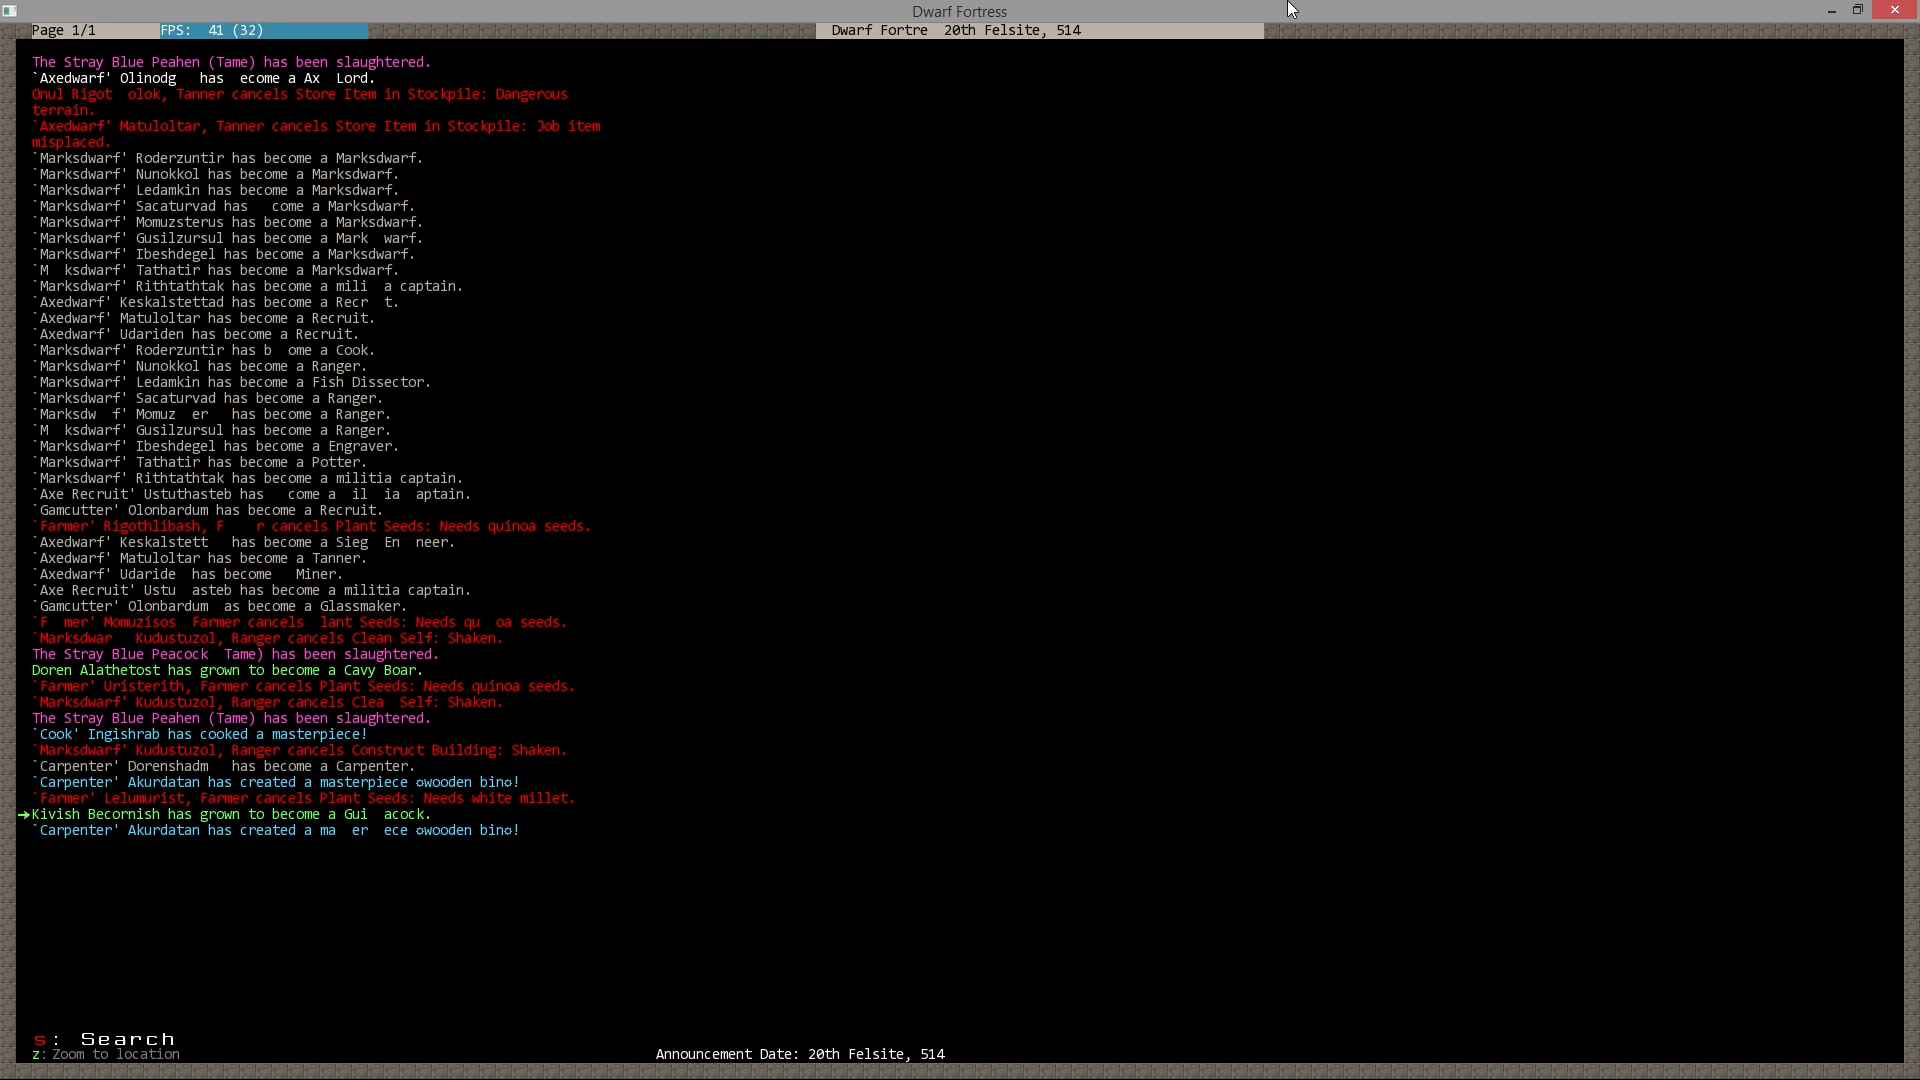 Dwarf Fortress
Page 1/1 FPS: 41 (32) Dwarf Fortre 20th Felsite, 514
The Stray Blue Peahen (Tame) has been slaughtered.
`Axedwarf' Olinodg has ecome a Ax Lord.
Onul Rigot olok, Tanner cancels Store Item in Stockpile: Dangerous
terrain.
`Axedwarf' Matuloltar, Tanner cancels Store Item in Stockpile: Job item
misplaced.
`Marksdwarf' Roderzuntir has become a Marksdwarf.
`Marksdwarf' Nunokkol has become a Marksdwarf.
`Marksdwarf' Ledamkin has become a Marksdwarf.
`Marksdwarf' Sacaturvad has come a Marksdwarf.
`Marksdwarf' Momuzsterus has become a Marksdwarf.
`Marksdwarf' Gusilzursul has become a Mark warf.
`Marksdwarf' Ibeshdegel has become a Marksdwarf.
`M ksdwarf' Tathatir has become a Marksdwarf.
`Marksdwarf' Rithtathtak has become a mili a captain.
`Axedwarf' Keskalstettad has become a Recr t.
`Axedwarf' Matuloltar has become a Recruit.
`Axedwarf' Udariden has become a Recruit.
`Marksdwarf' Roderzuntir has b ome a Cook.
`Marksdwarf' Nunokkol has become a Ranger.
`Marksdwarf' Ledamkin has become a Fish Dissector.
`Marksdwarf' Sacaturvad has become a Ranger.
`Marksdw f' Momuz er has become a Ranger.
`M ksdwarf' Gusilzursul has become a Ranger.
`Marksdwarf' Ibeshdegel has become a Engraver.
`Marksdwarf' Tathatir has become a Potter.
`Marksdwarf' Rithtathtak has become a militia captain.
`Axe Recruit' Ustuthasteb has come a il ia aptain.
`Gamcutter' Olonbardum has become a Recruit.
`Farmer' Rigothlibash, F r cancels Plant Seeds: Needs quinoa seeds.
`Axedwarf' Keskalstett has become a Sieg En neer.
`Axedwarf' Matuloltar has become a Tanner.
`Axedwarf' Udaride has become Miner.
`Axe Recruit' Ustu asteb has become a militia captain.
`Gamcutter' Olonbardum as become a Glassmaker.
`F mer' Momuzisos Farmer cancels lant Seeds: Needs qu oa seeds.
`Marksdwar Kudustuzol, Ranger cancels Clean Self: Shaken.
The Stray Blue Peacock Tame) has been slaughtered.
Doren Alathetost has grown to become a Cavy Boar.
`Farmer' Uristerith, Farmer cancels Plant Seeds: Needs quinoa seeds.
`Marksdwarf' Kudustuzol, Ranger cancels Clea Self: Shaken.
The Stray Blue Peahen (Tame) has been slaughtered.
`Cook' Ingishrab has cooked a masterpiece!
`Marksdwarf' Kudustuzol, Ranger cancels Construct Building: Shaken.
`Carpenter' Dorenshadm has become a Carpenter.
`Carpenter' Akurdatan has created a masterpiece ☼wooden bin☼!
`Farmer' Lelumurist, Farmer cancels Plant Seeds: Needs white millet.
→Kivish Becornish has grown to become a Gui acock.
`Carpenter' Akurdatan has created a ma er ece ☼wooden bin☼!
s: Search
z: Zoom to location Announcement Date: 20th Felsite, 514